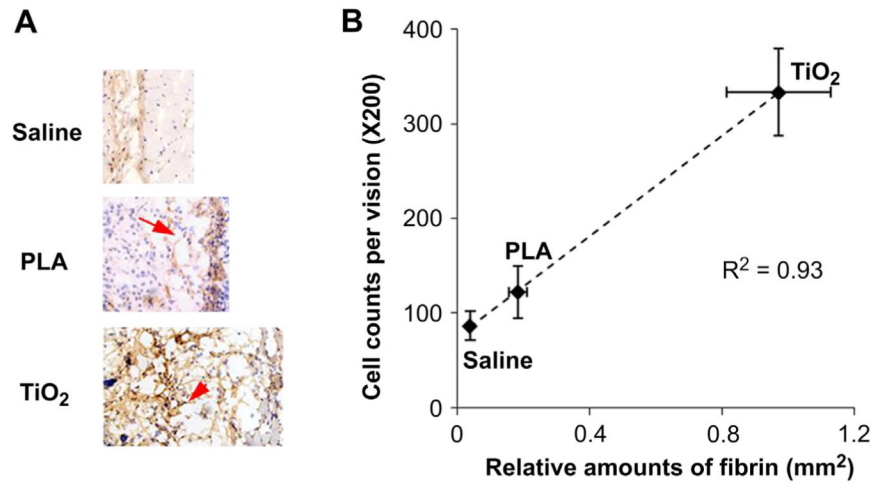 A
Saline
PLA
TiO₂
B
Cell counts per vision (X200)
400
300
200
100
0
TiO₂
PLA
Saline
R² = 0.93
0
0.4
0.8
1.2
Relative amounts of fibrin (mm²)